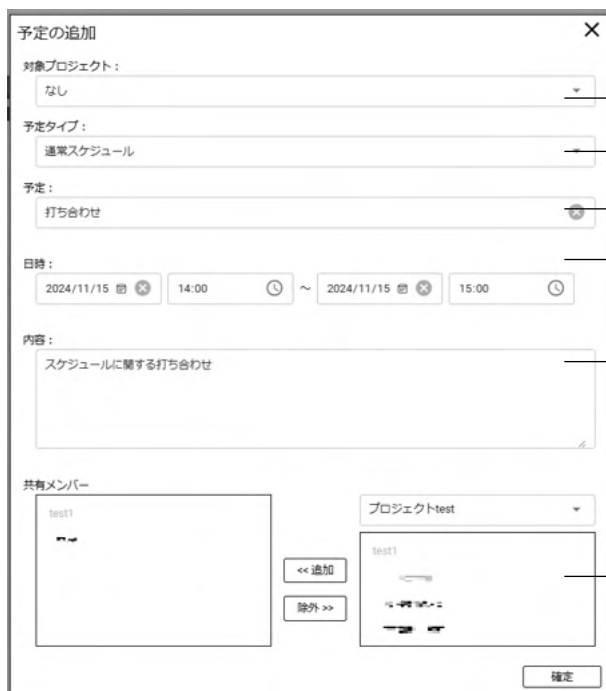 予定の追加
対象プロジェクト：
なし
予定タイプ：
通常スケジュール
予定：
打ち合わせ
日時：
2024/11/15 14:00 ～ 2024/11/15 15:00
内容：
スケジュールに関する打ち合わせ
共有メンバー
test1
プロジェクトtest
test1
<< 追加
除外 >>
確定